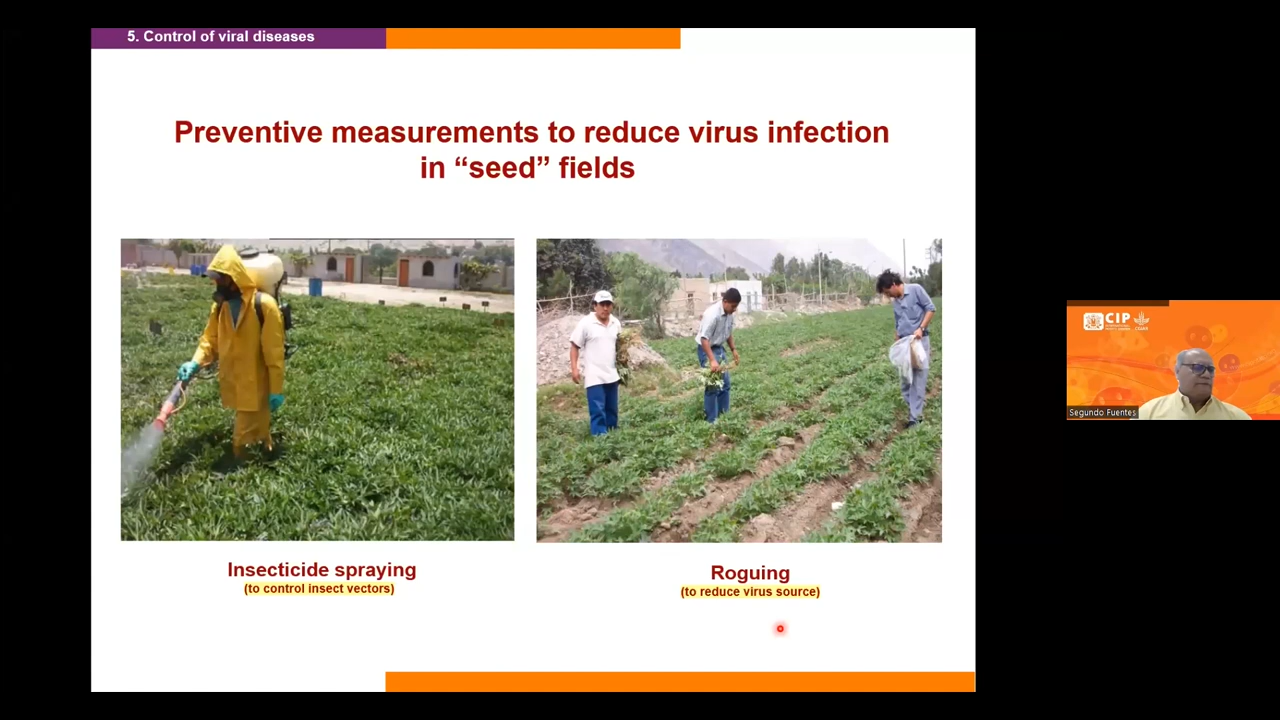 5. Control of viral diseases
Preventive measurements to reduce virus infection
in “seed” fields
Insecticide spraying
(to control insect vectors)
Roguing
(to reduce virus source)
CIP
Segundo Fuentes